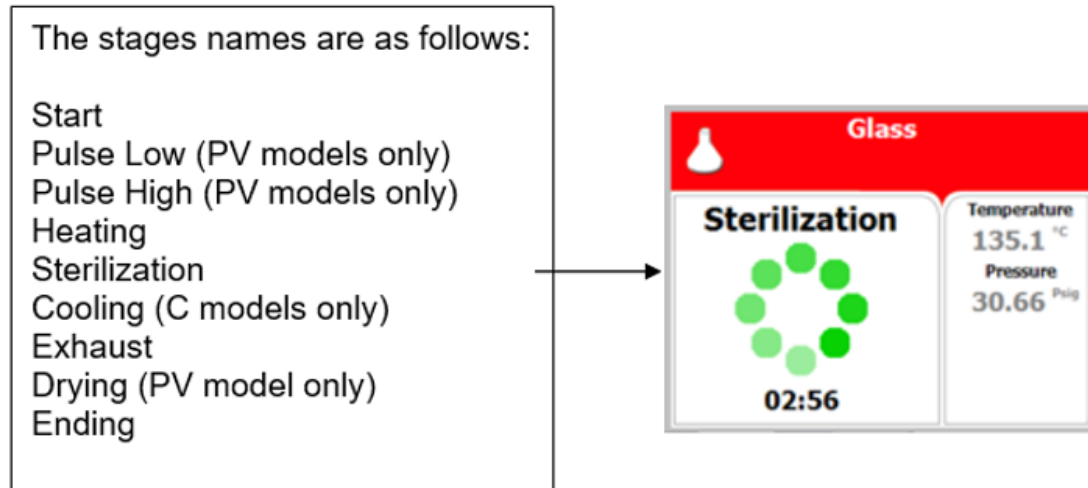 The stages names are as follows:
Start
Pulse Low (PV models only)
Pulse High (PV models only)
Heating
Sterilization
Cooling (C models only)
Exhaust
Drying (PV model only)
Ending
Glass
Sterilization
02:56
Temperature
135.1 °C
Pressure
30.66 Psig